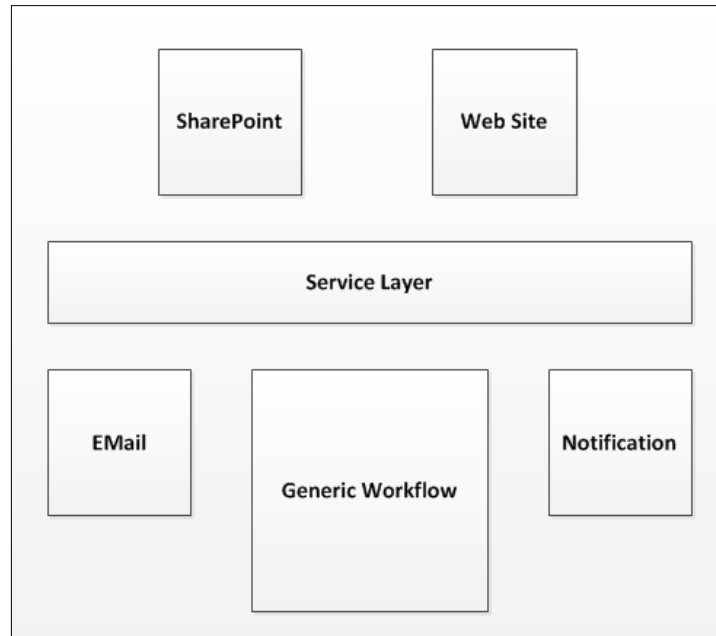 SharePoint
Web Site
Service Layer
EMail
Notification
Generic Workflow